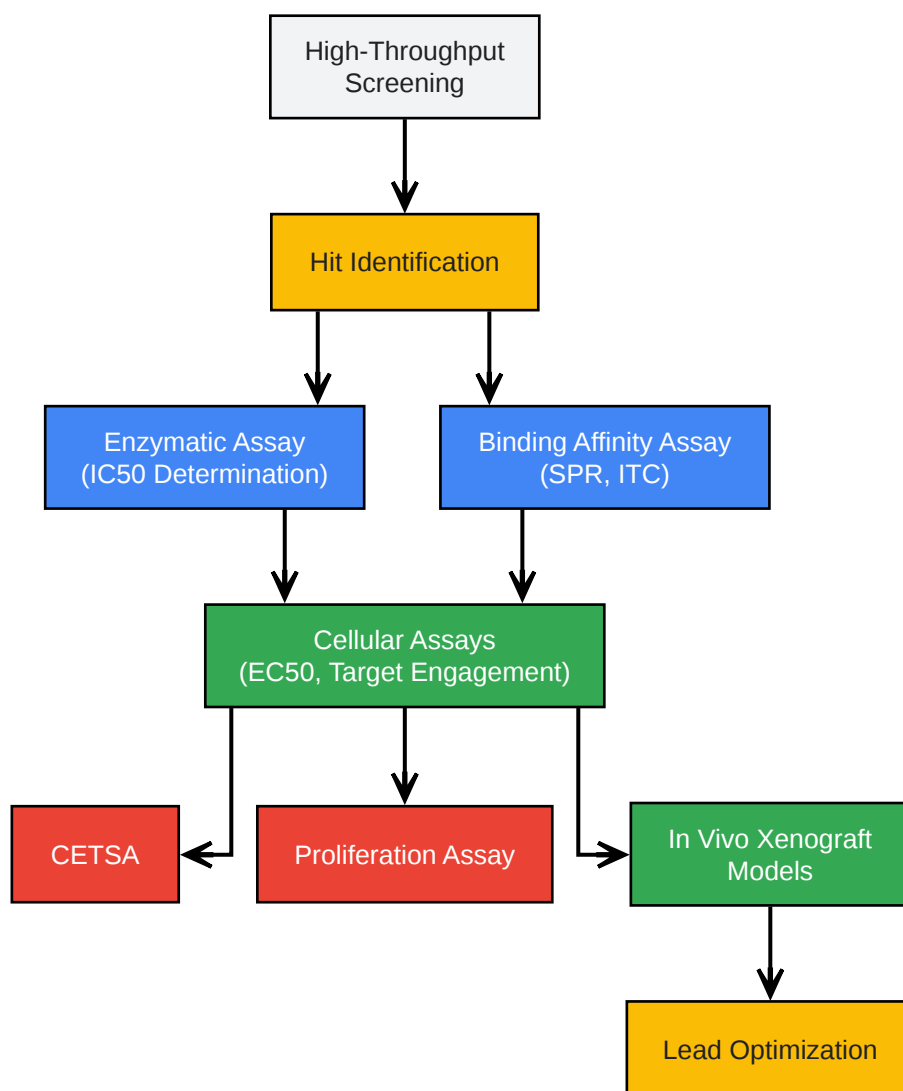 High-Throughput
Screening
Hit Identification
Enzymatic Assay
(IC50 Determination)
Binding Affinity Assay
(SPR, ITC)
Cellular Assays
(EC50, Target Engagement)
CETSA
Proliferation Assay
In Vivo Xenograft
Models
Lead Optimization